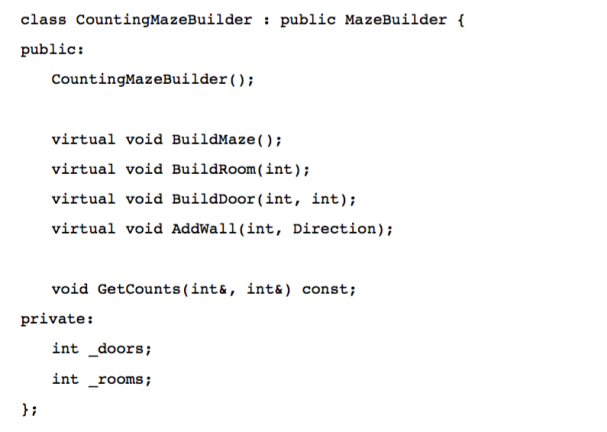 class CountingMazeBuilder : public MazeBuilder {
public:
CountingMazeBuilder();
virtual void BuildMaze();
virtual void BuildRoom(int);
virtual void BuildDoor(int, int);
virtual void AddWall(int, Direction);
void GetCounts(int&, int&) const;
private:
int _doors;
int _rooms;
};